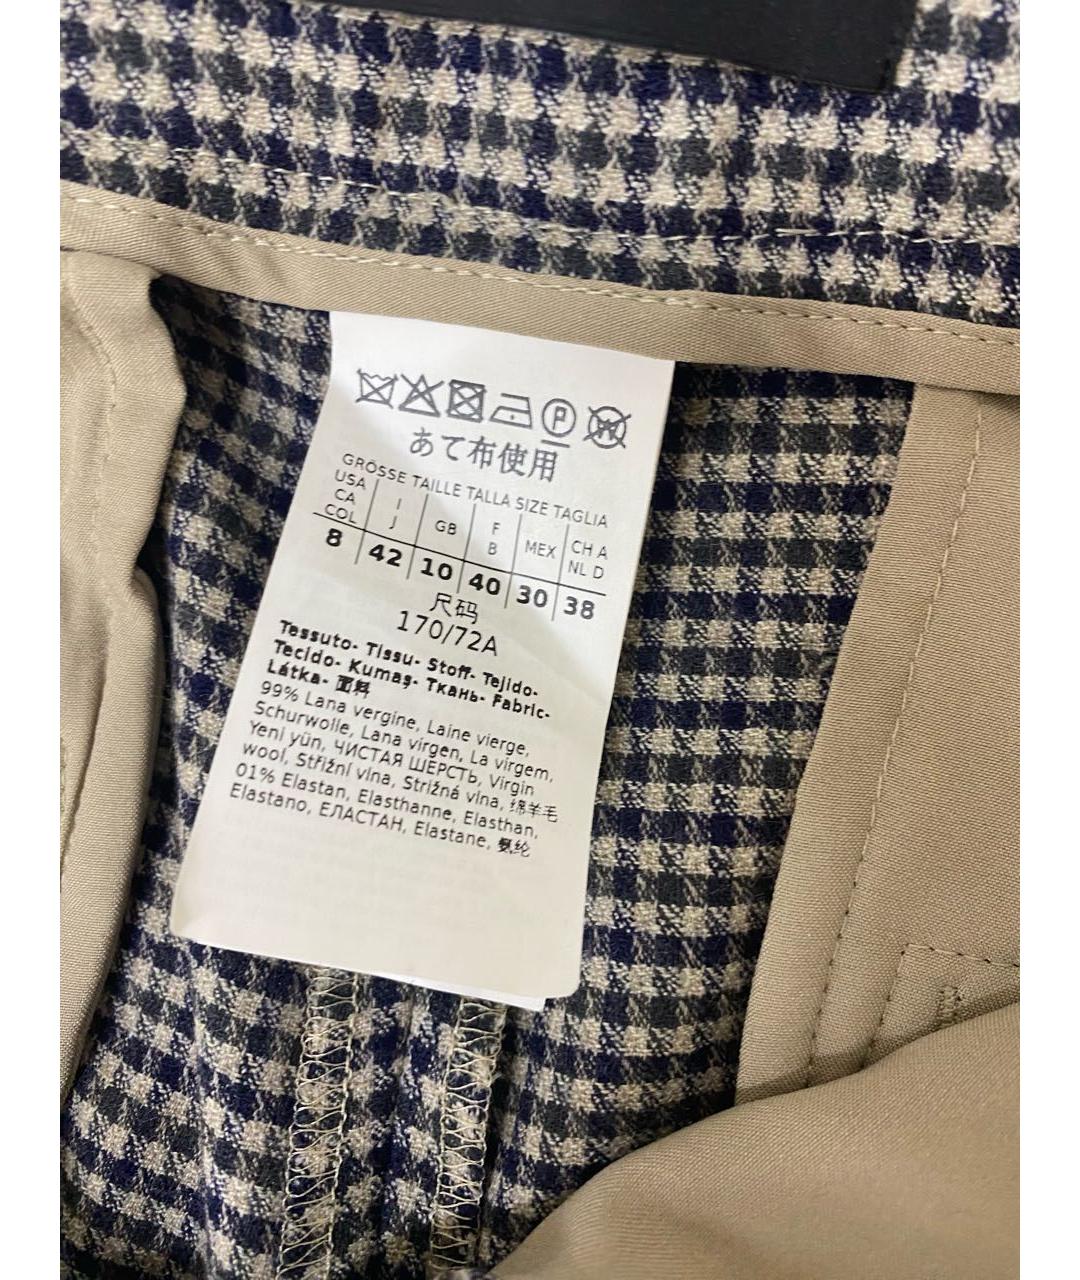 P W
あて布使用
GRÖSSE TAILLE TALLA SIZE TAGLIA
USA CA COL I J GB F B MEX CH A NL D
8 42 10 40 30 38
尺码
170/72A
Tessuto- Tissu- Stoff- Tejido-
Tecido- Kumaş- Ткань- Fabric-
Látka- 面料
99% Lana vergine, Laine vierge,
Schurwolle, Lana virgen, La virgem,
Yeni yün, ЧИСТАЯ ШЕРСТЬ, Virgin
wool, Střižní vlna, Strižná vlna, 绵羊毛
01% Elastan, Elasthanne, Elasthan,
Elastano, ЕЛАСТАН, Elastane, 氨纶